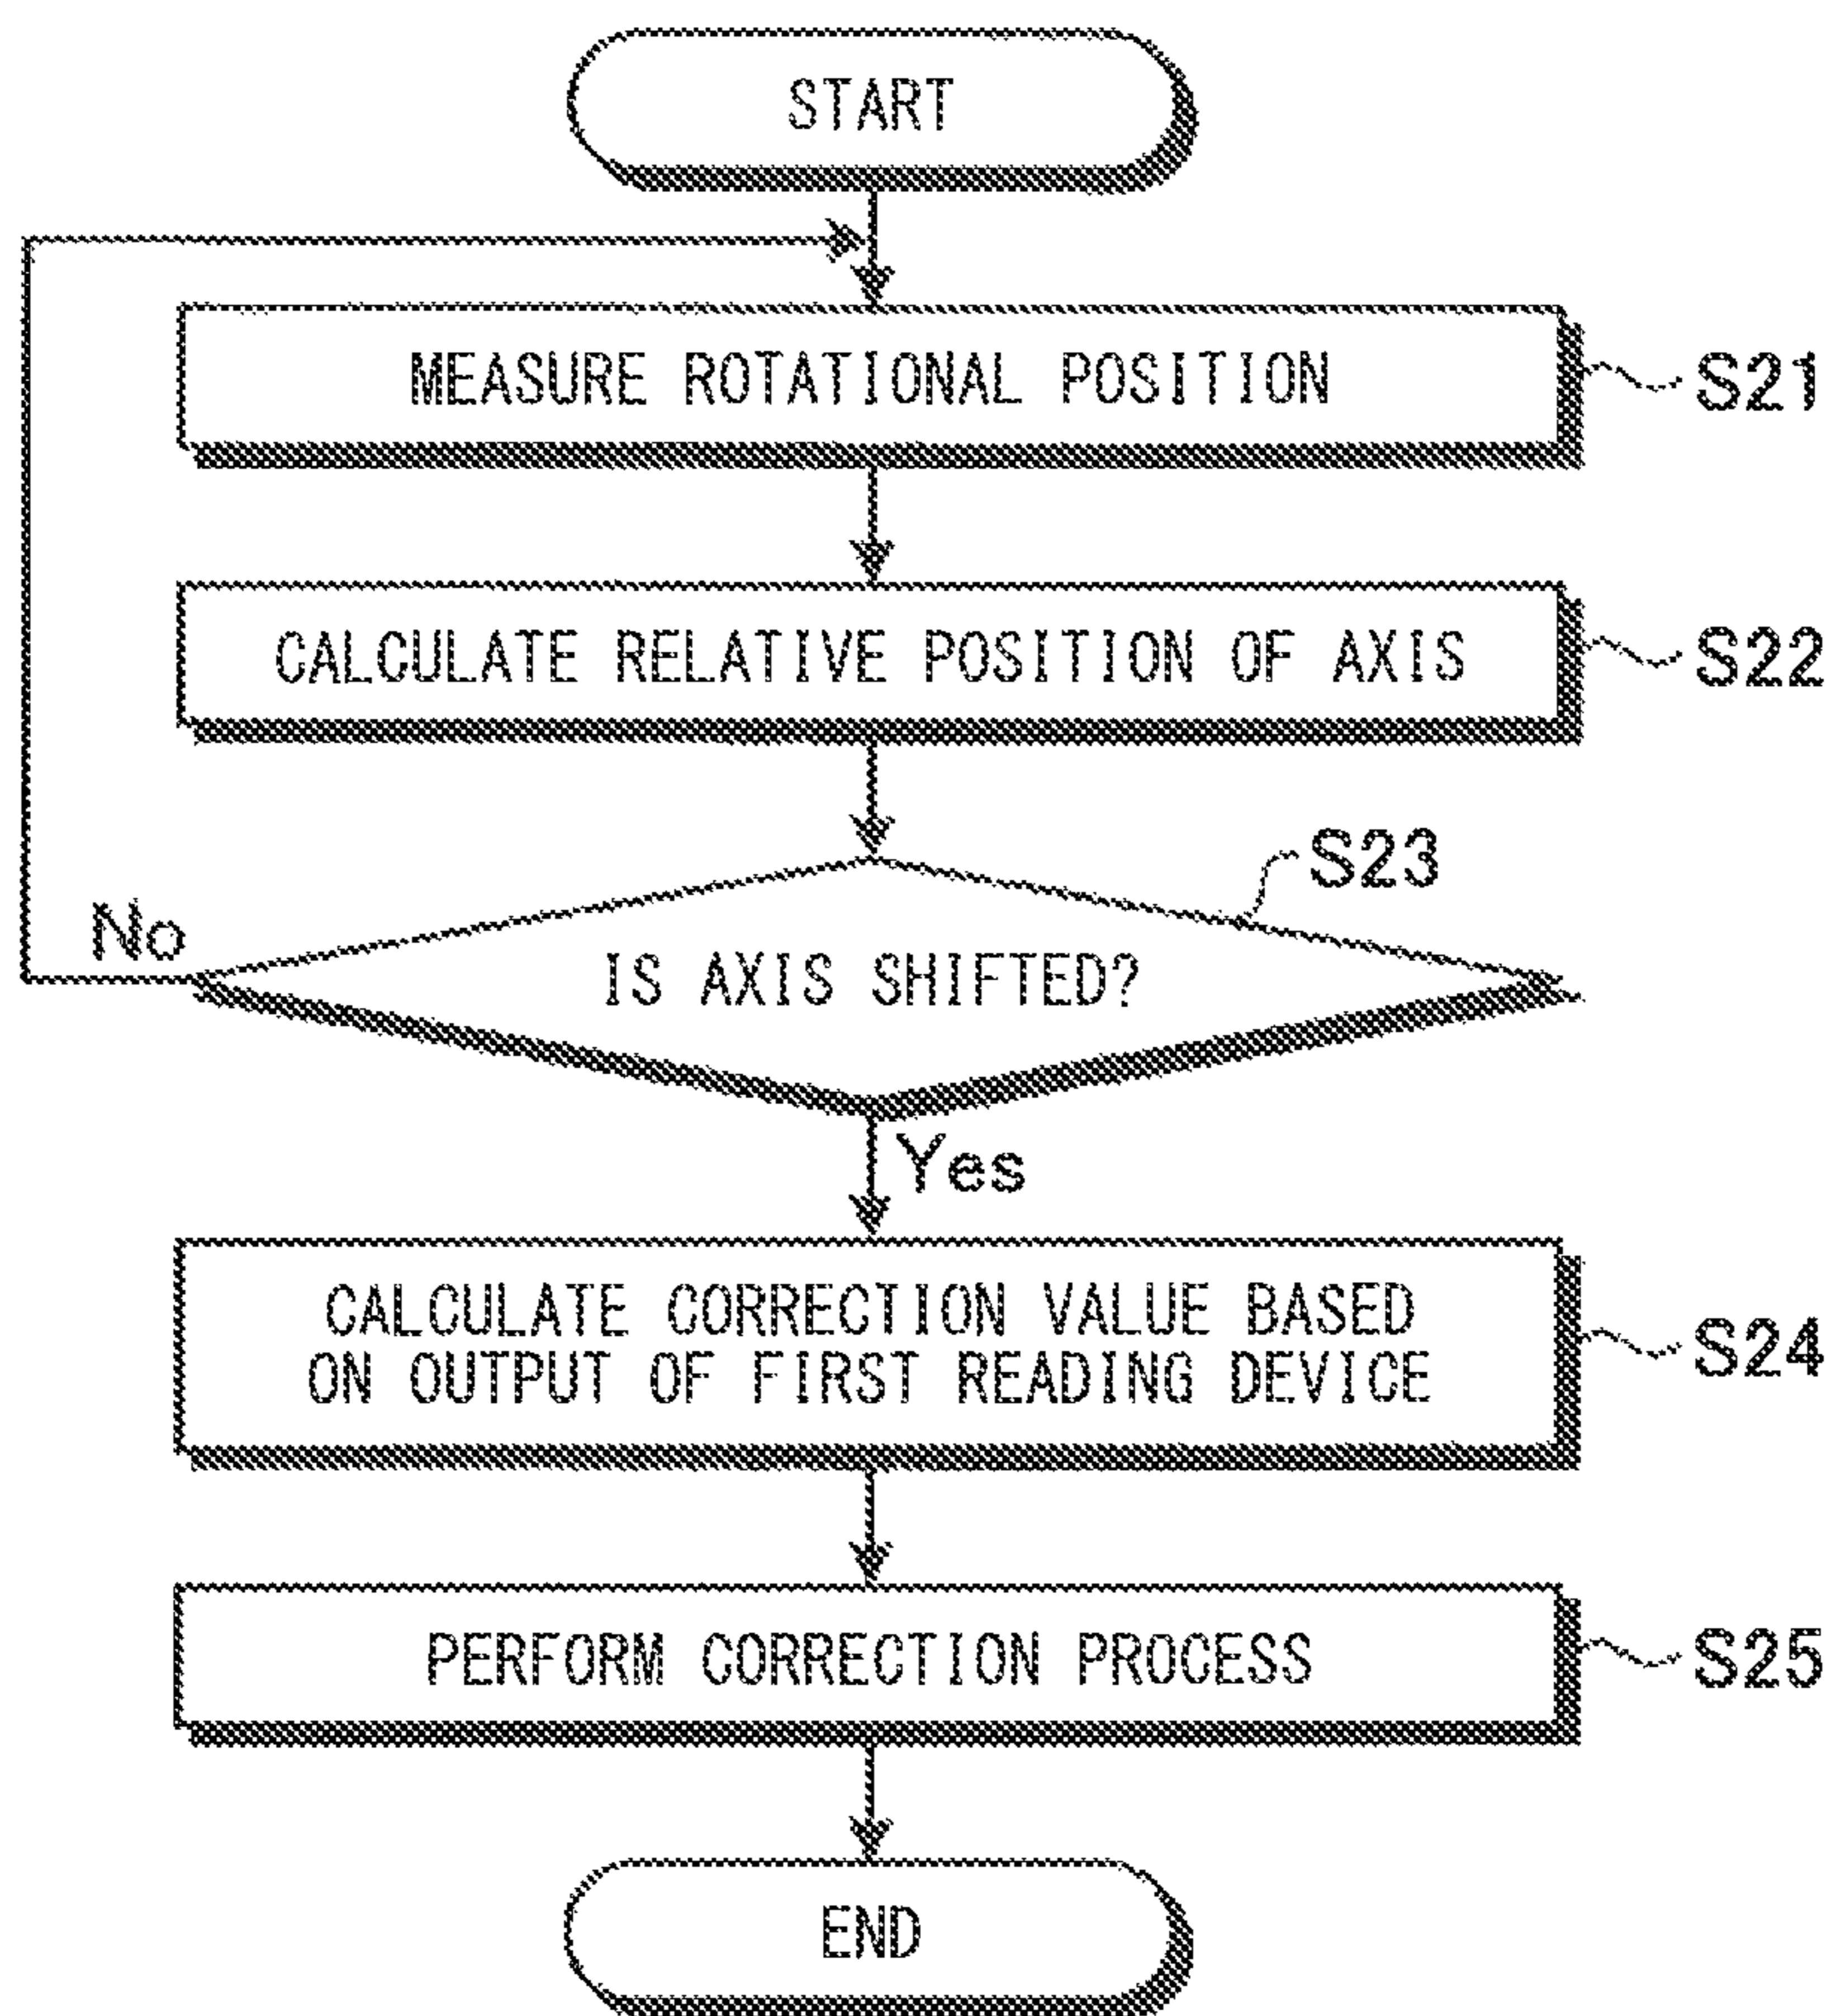 START
MEASURE ROTATIONAL POSITION
S21
CALCULATE RELATIVE POSITION OF AXIS
S22
S23
No
IS AXIS SHIFTED?
Yes
CALCULATE CORRECTION VALUE BASED
ON OUTPUT OF FIRST READING DEVICE
S24
PERFORM CORRECTION PROCESS
S25
END